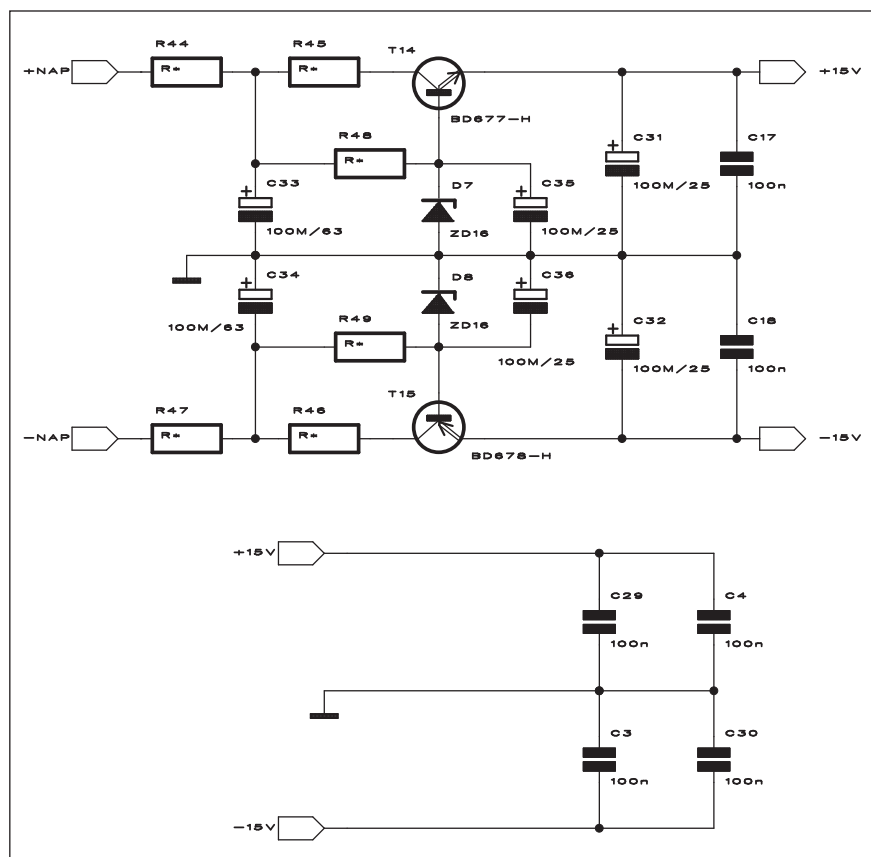 R44
R45
T14
+NAP
R*
R*
+15V
BD677-H
R48
R*
C31
C17
C33
D7
C35
100M/25
100n
100M/63
ZD16
100M/25
C34
D8
C36
R49
100M/63
ZD16
C32
C18
R*
100M/25
100M/25
100n
R47
R46
T15
-NAP
R*
R*
-15V
BD678-H
+15V
C29
C4
100n
100n
C3
C30
100n
100n
-15V